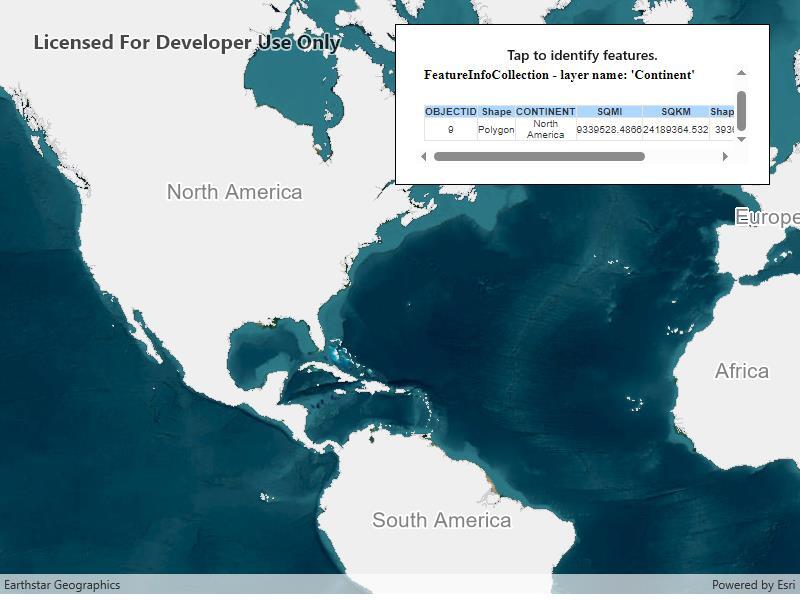 Licensed For Developer Use Only
Tap to identify features.
FeatureInfoCollection - layer name: 'Continent'
OBJECTID Shape CONTINENT SQMI SQKM Shap
9 Polygon North America 9339528.4866 24189364.532 3930
North America
Europe
Africa
South America
Earthstar Geographics
Powered by Esri